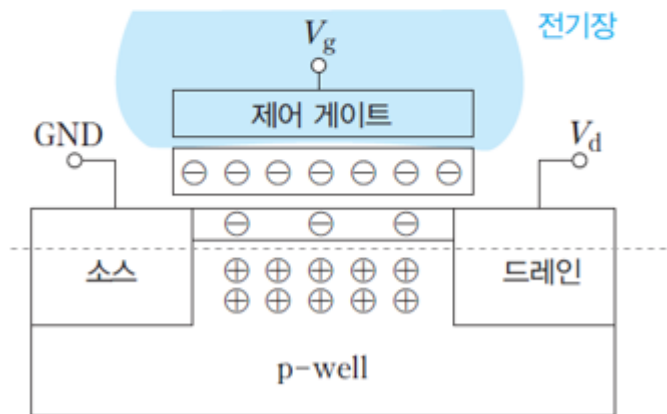 전기장
Vg
제어 게이트
GND
Vd
⊖ ⊖ ⊖ ⊖ ⊖ ⊖ ⊖
⊖ ⊖ ⊖
⊕ ⊕ ⊕ ⊕ ⊕
소스
드레인
⊕ ⊕ ⊕ ⊕ ⊕
p-well